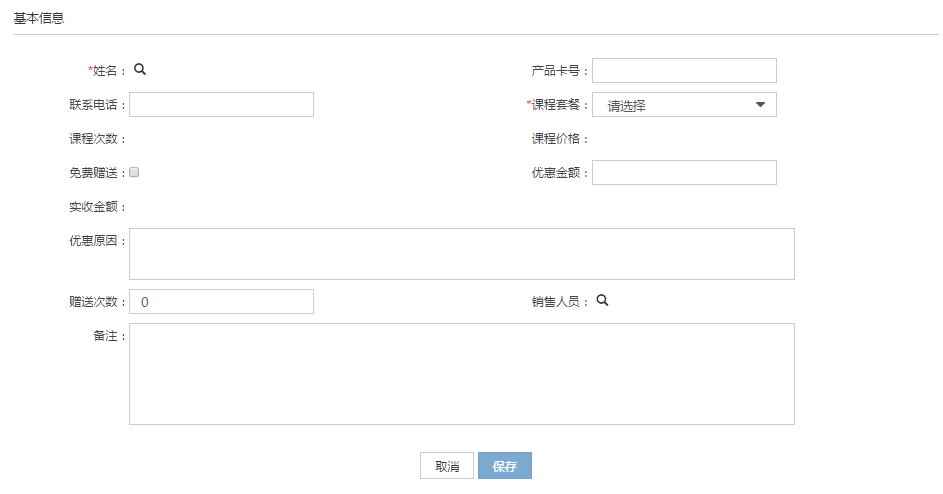 基本信息
*姓名： 产品卡号：
联系电话： *课程套餐： 请选择
课程次数： 课程价格：
免费赠送： 优惠金额：
实收金额：
优惠原因：
赠送次数： 0 销售人员：
备注：
取消 保存